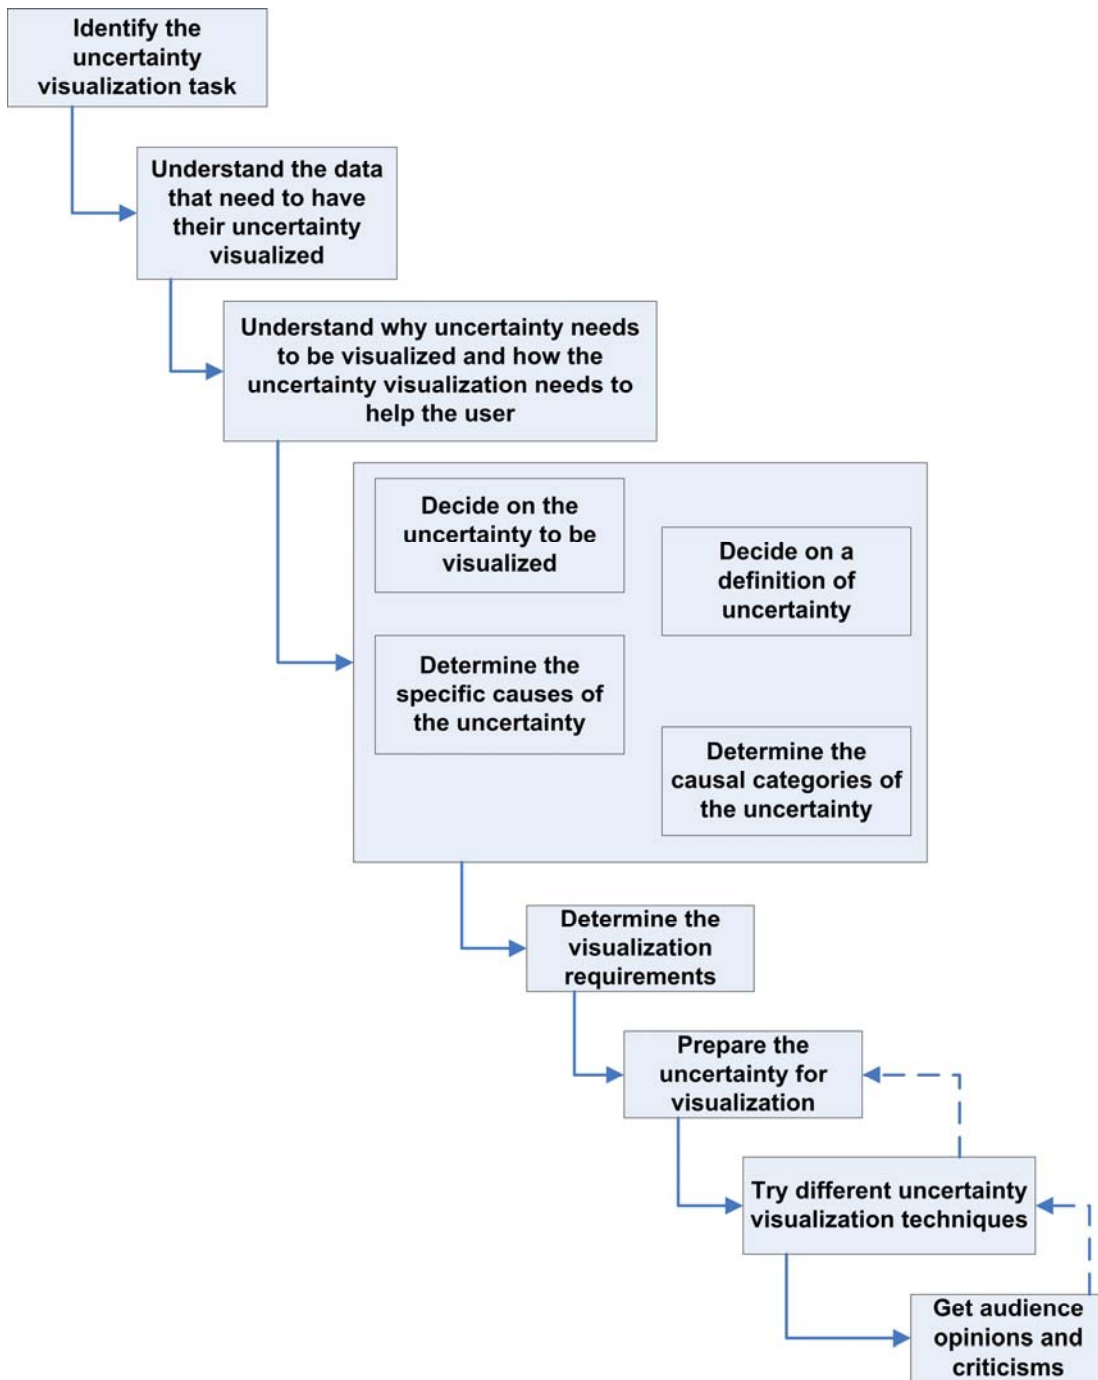 Identify the
uncertainty
visualization task
Understand the data
that need to have
their uncertainty
visualized
Understand why uncertainty needs
to be visualized and how the
uncertainty visualization needs to
help the user
Decide on the
uncertainty to be
visualized
Decide on a
definition of
uncertainty
Determine the
specific causes of
the uncertainty
Determine the
causal categories of
the uncertainty
Determine the
visualization
requirements
Prepare the
uncertainty for
visualization
Try different uncertainty
visualization techniques
Get audience
opinions and
criticisms